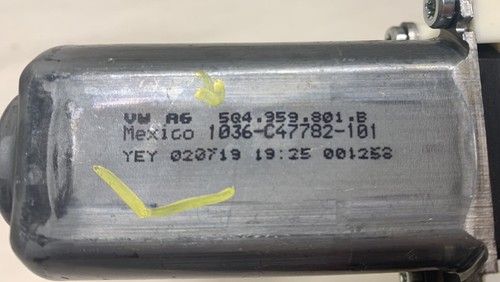 VW AG 5Q4.959.801.B
Mexico 1036-C47782-101
YEY 020719 19:25 001258